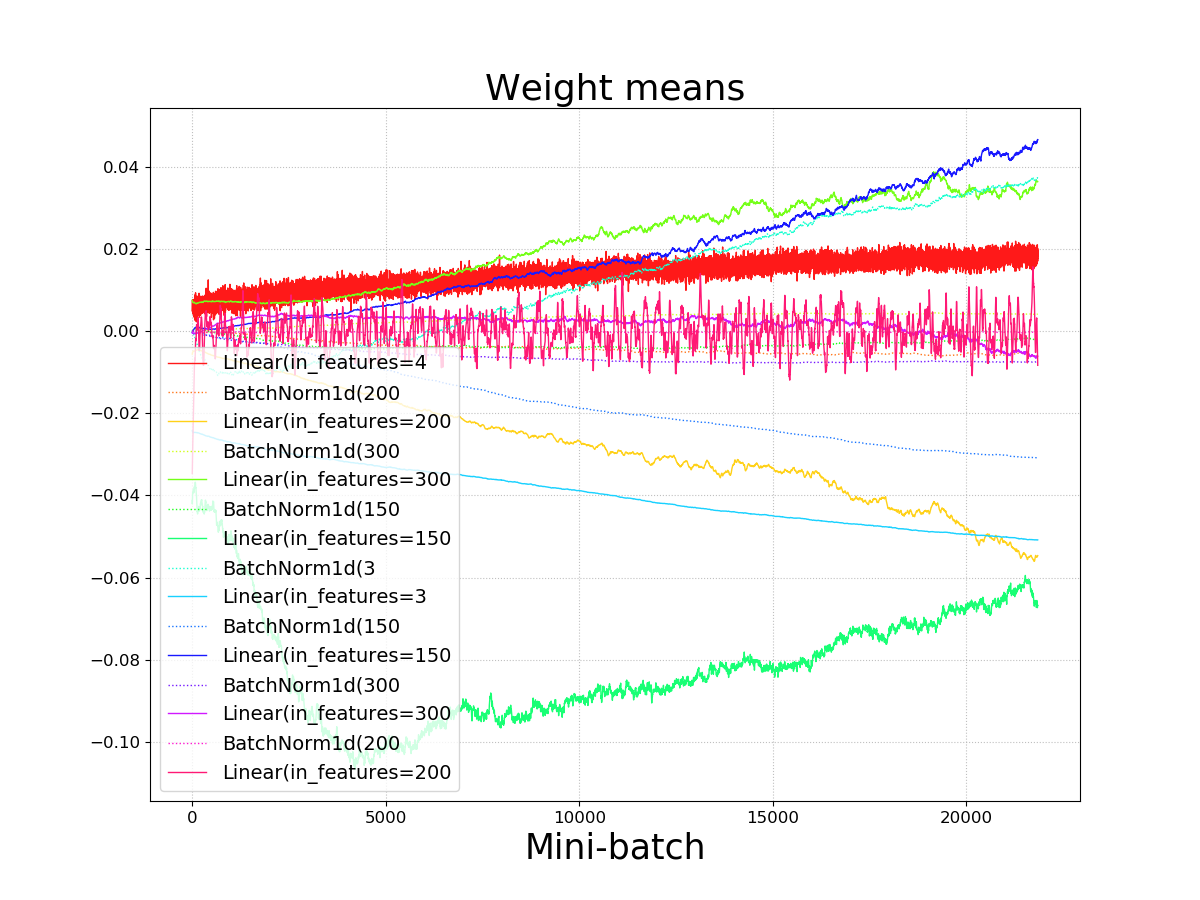 Weight means
0.04
0.02
0.00
−0.02
−0.04
−0.06
−0.08
−0.10
Linear(in_features=4
BatchNorm1d(200
Linear(in_features=200
BatchNorm1d(300
Linear(in_features=300
BatchNorm1d(150
Linear(in_features=150
BatchNorm1d(3
Linear(in_features=3
BatchNorm1d(150
Linear(in_features=150
BatchNorm1d(300
Linear(in_features=300
BatchNorm1d(200
Linear(in_features=200
0 5000 10000 15000 20000
Mini-batch